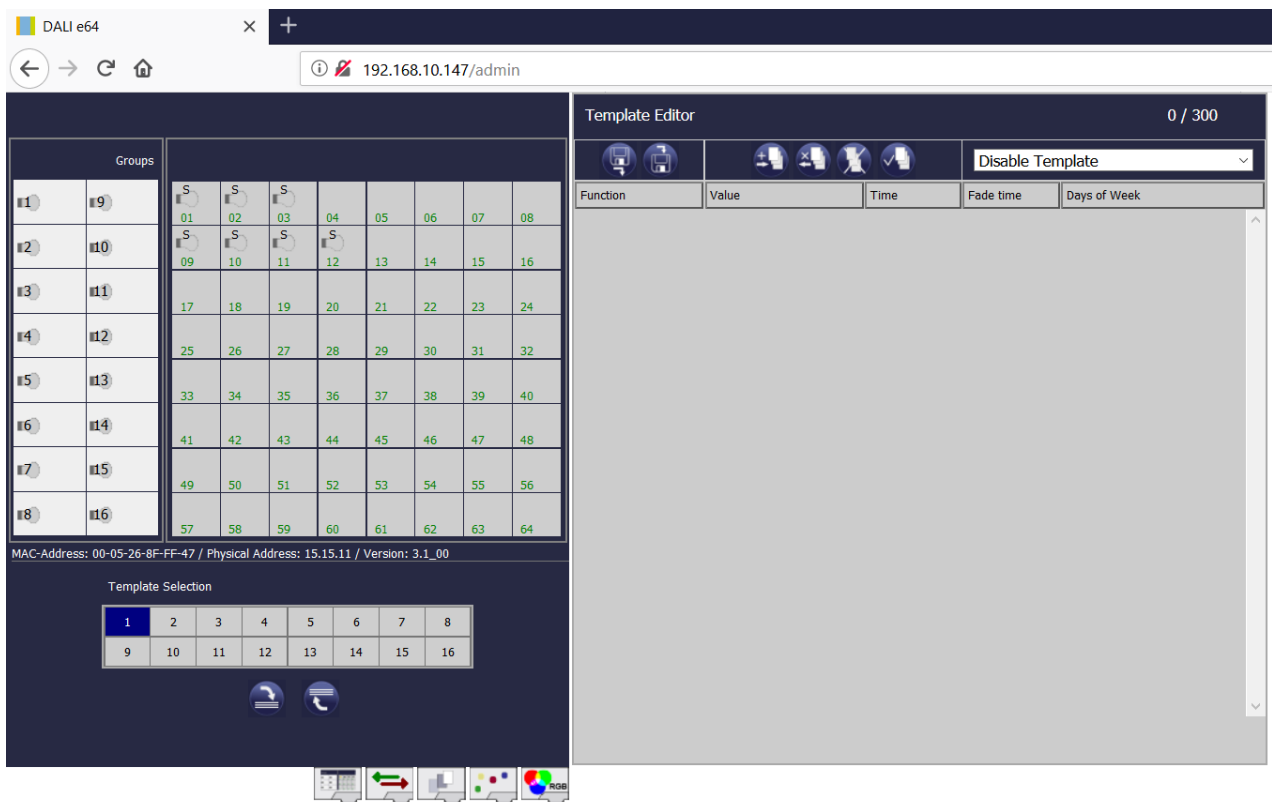 DALI e64
192.168.10.147/admin
Template Editor 0 / 300
Groups
Disable Template
Function Value Time Fade time Days of Week
1 9 S 01 S 02 S 03 04 05 06 07 08
2 10 S 09 S 10 S 11 S 12 13 14 15 16
3 11 17 18 19 20 21 22 23 24
4 12 25 26 27 28 29 30 31 32
5 13 33 34 35 36 37 38 39 40
6 14 41 42 43 44 45 46 47 48
7 15 49 50 51 52 53 54 55 56
8 16 57 58 59 60 61 62 63 64
MAC-Address: 00-05-26-8F-FF-47 / Physical Address: 15.15.11 / Version: 3.1_00
Template Selection
1 2 3 4 5 6 7 8
9 10 11 12 13 14 15 16
RGB